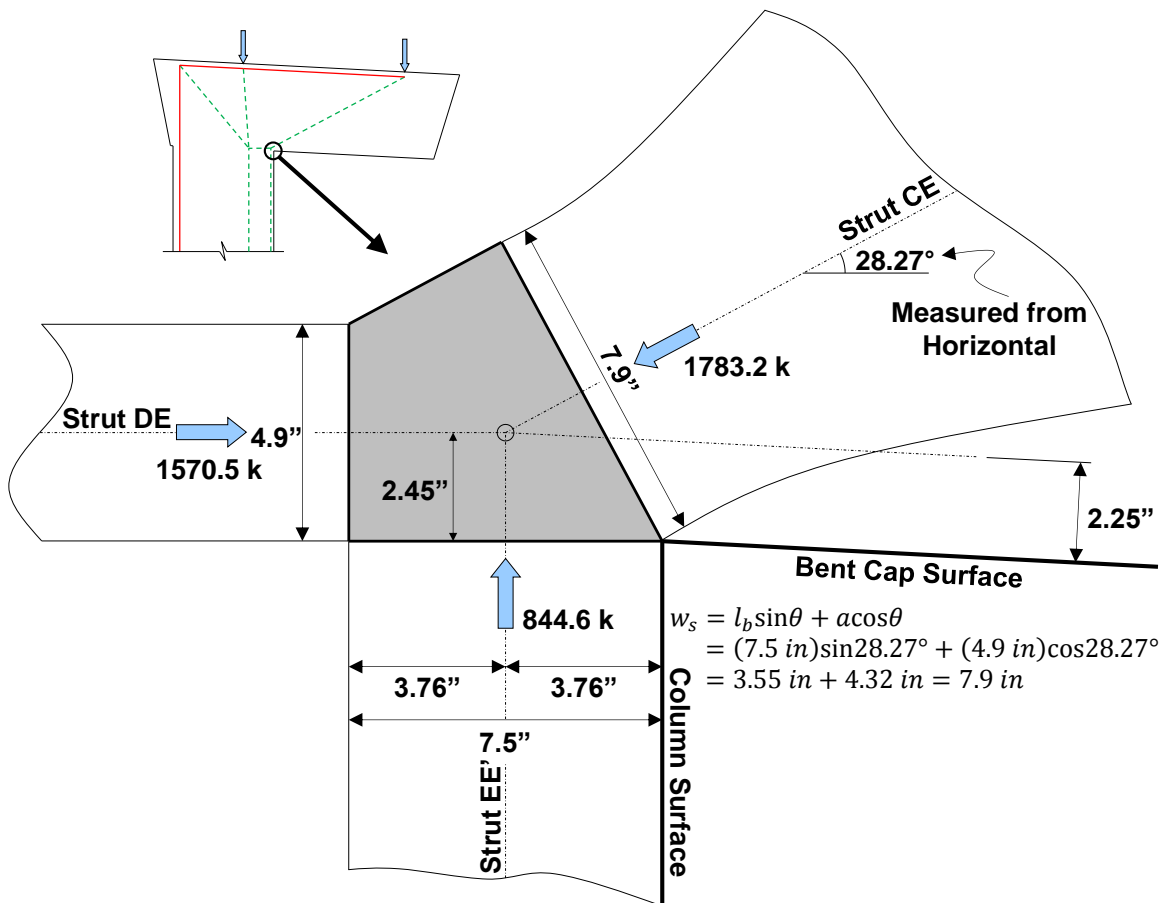 Strut CE
28.27°
Measured from
Horizontal
7.9”
1783.2 k
Strut DE
4.9”
1570.5 k
2.45”
2.25”
Bent Cap Surface
844.6 k
w_s = l_b sinθ + acosθ
= (7.5 in)sin28.27° + (4.9 in)cos28.27°
= 3.55 in + 4.32 in = 7.9 in
3.76” 3.76”
7.5”
Strut EE’
Column Surface